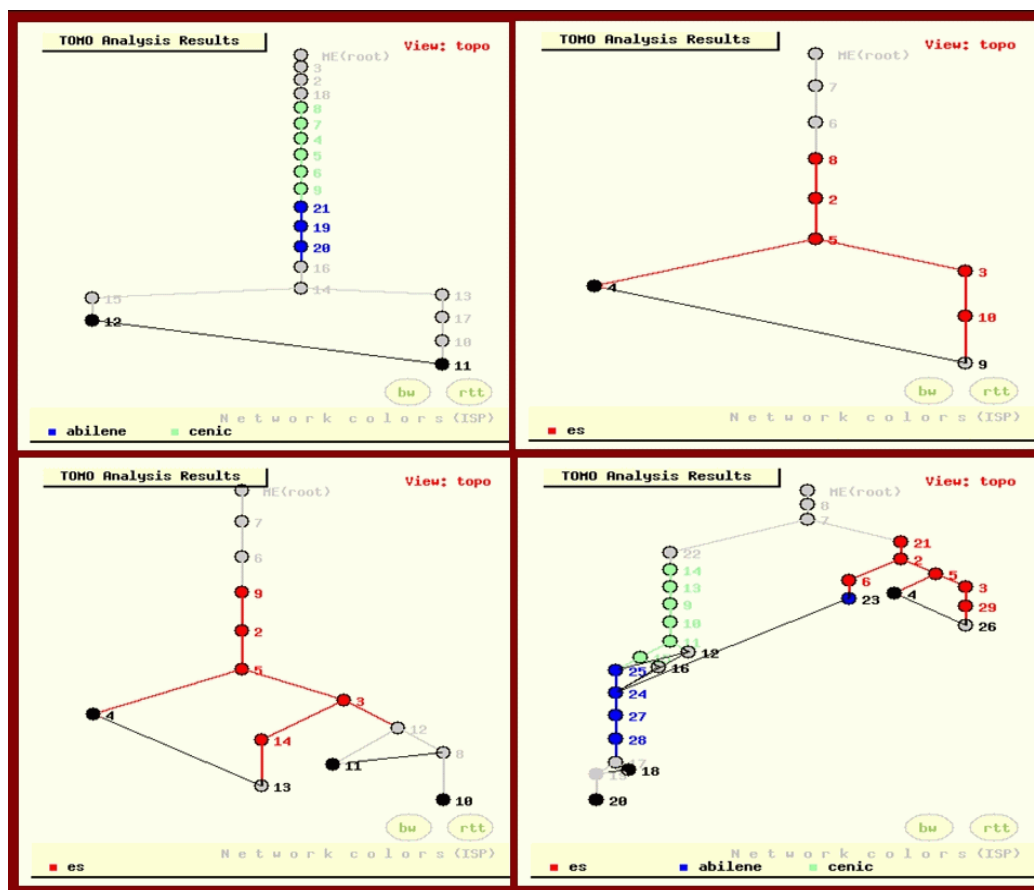 TOMO Analysis Results
View: topo
ME(root)
3
2
18
8
7
4
5
6
9
21
19
20
16
14
15
13
12
17
10
11
bw rtt
Network colors(ISP)
abilene cenic
View: topo
ME(root)
7
6
8
2
5
3
4
10
9
bw rtt
Network colors(ISP)
es
TOMO Analysis Results
View: topo
ME(root)
7
6
9
2
5
3
4
12
14
8
11
13
10
bw rtt
Network colors(ISP)
es
TOMO Analysis Results
View: topo
ME(root)
8
7
21
22
2
14
5
6
13
3
4
23
9
29
10
26
11
12
16
25
24
27
28
17
18
20
bw rtt
Network colors(ISP)
es abilene cenic